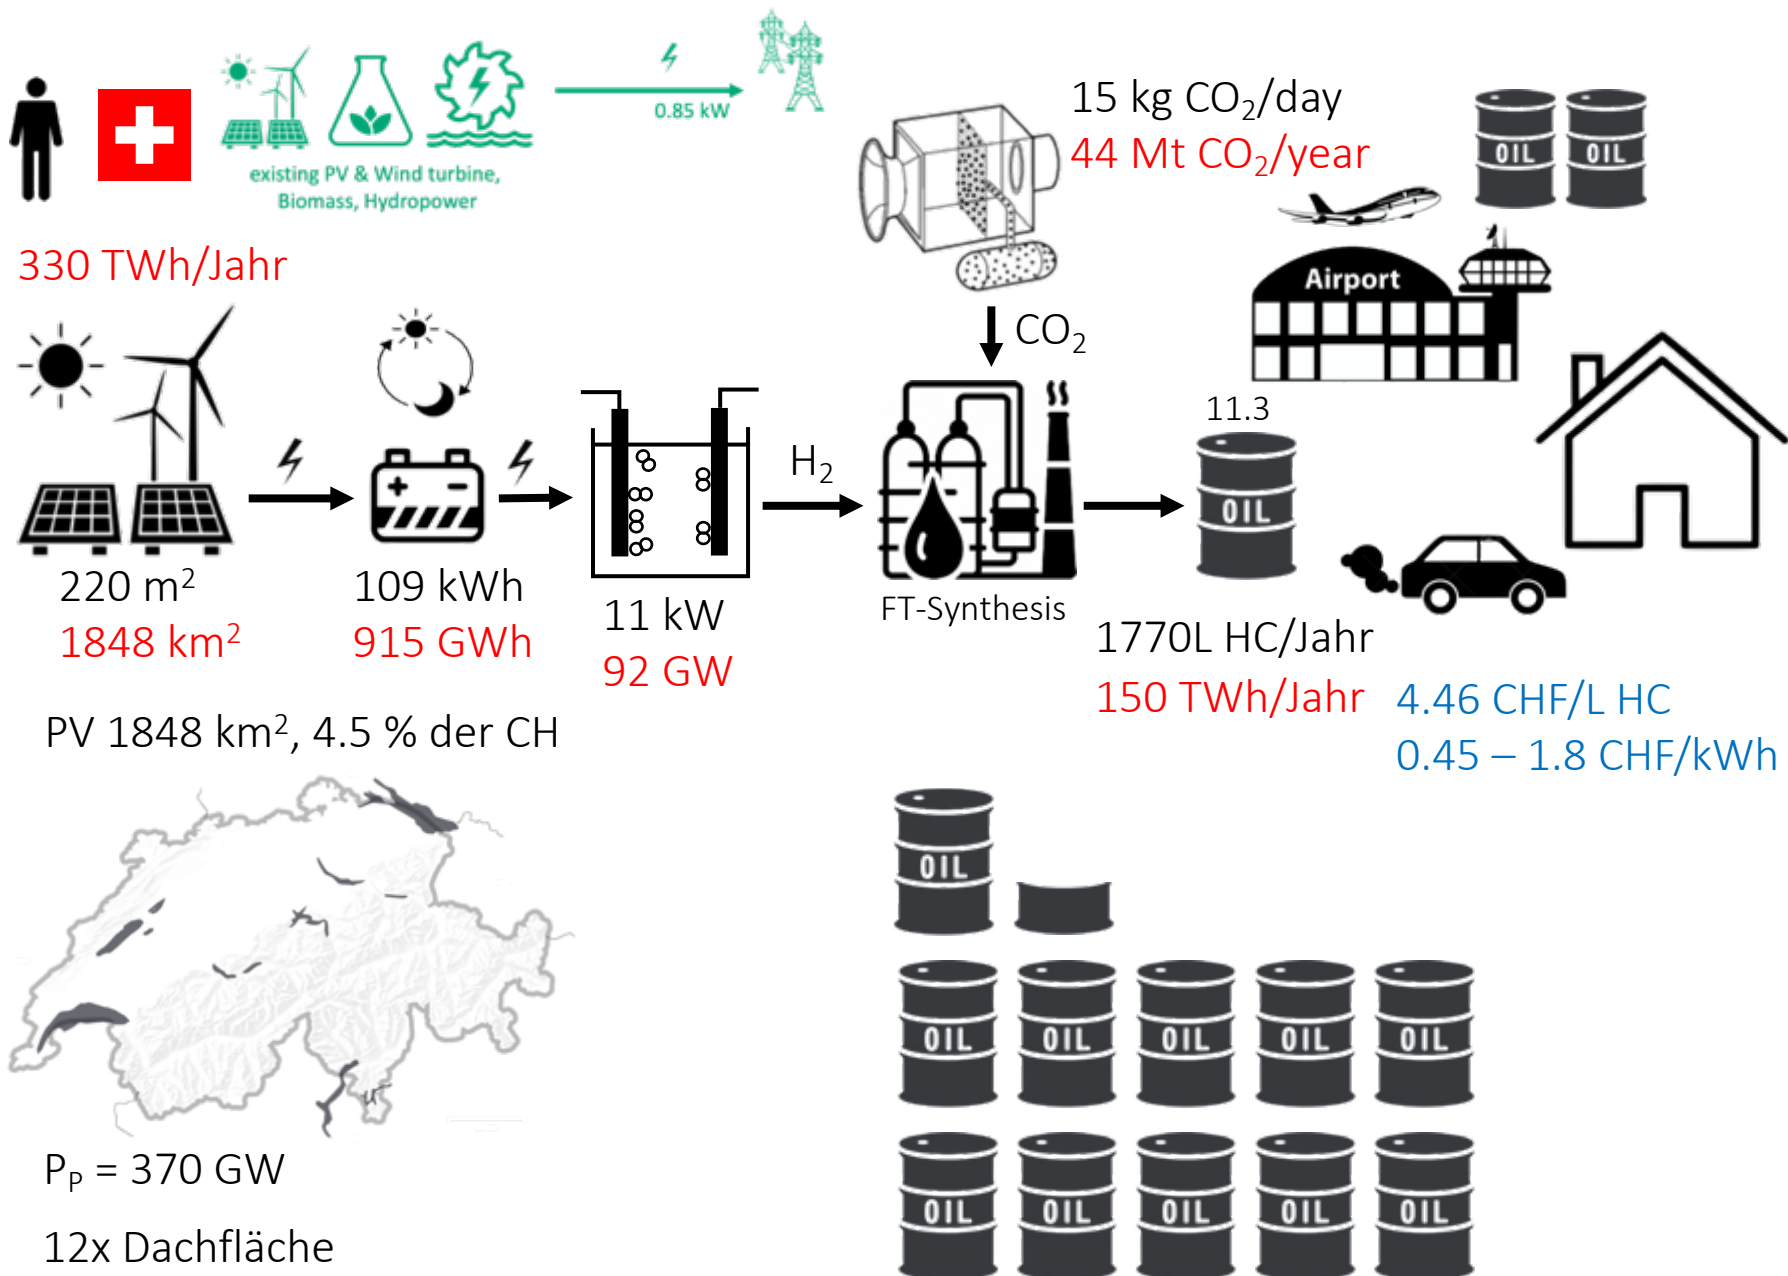 0.85 kW
existing PV & Wind turbine,
Biomass, Hydropower
15 kg CO₂/day
44 Mt CO₂/year
OIL
OIL
330 TWh/Jahr
Airport
CO₂
11.3
H₂
OIL
220 m²
1848 km²
109 kWh
915 GWh
11 kW
92 GW
FT-Synthesis
1770L HC/Jahr
150 TWh/Jahr
4.46 CHF/L HC
0.45 – 1.8 CHF/kWh
PV 1848 km², 4.5 % der CH
OIL
OIL
OIL
OIL
OIL
OIL
OIL
OIL
OIL
OIL
OIL
P_P = 370 GW
12x Dachfläche